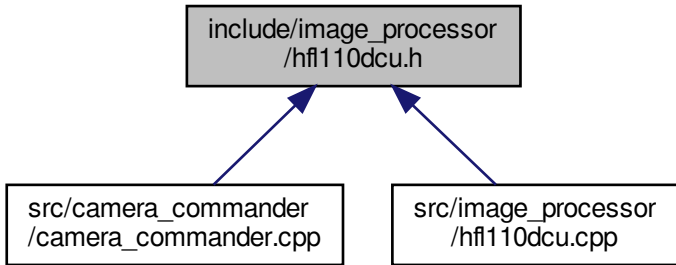 include/image_processor
/hfl110dcu.h
src/camera_commander
/camera_commander.cpp
src/image_processor
/hfl110dcu.cpp